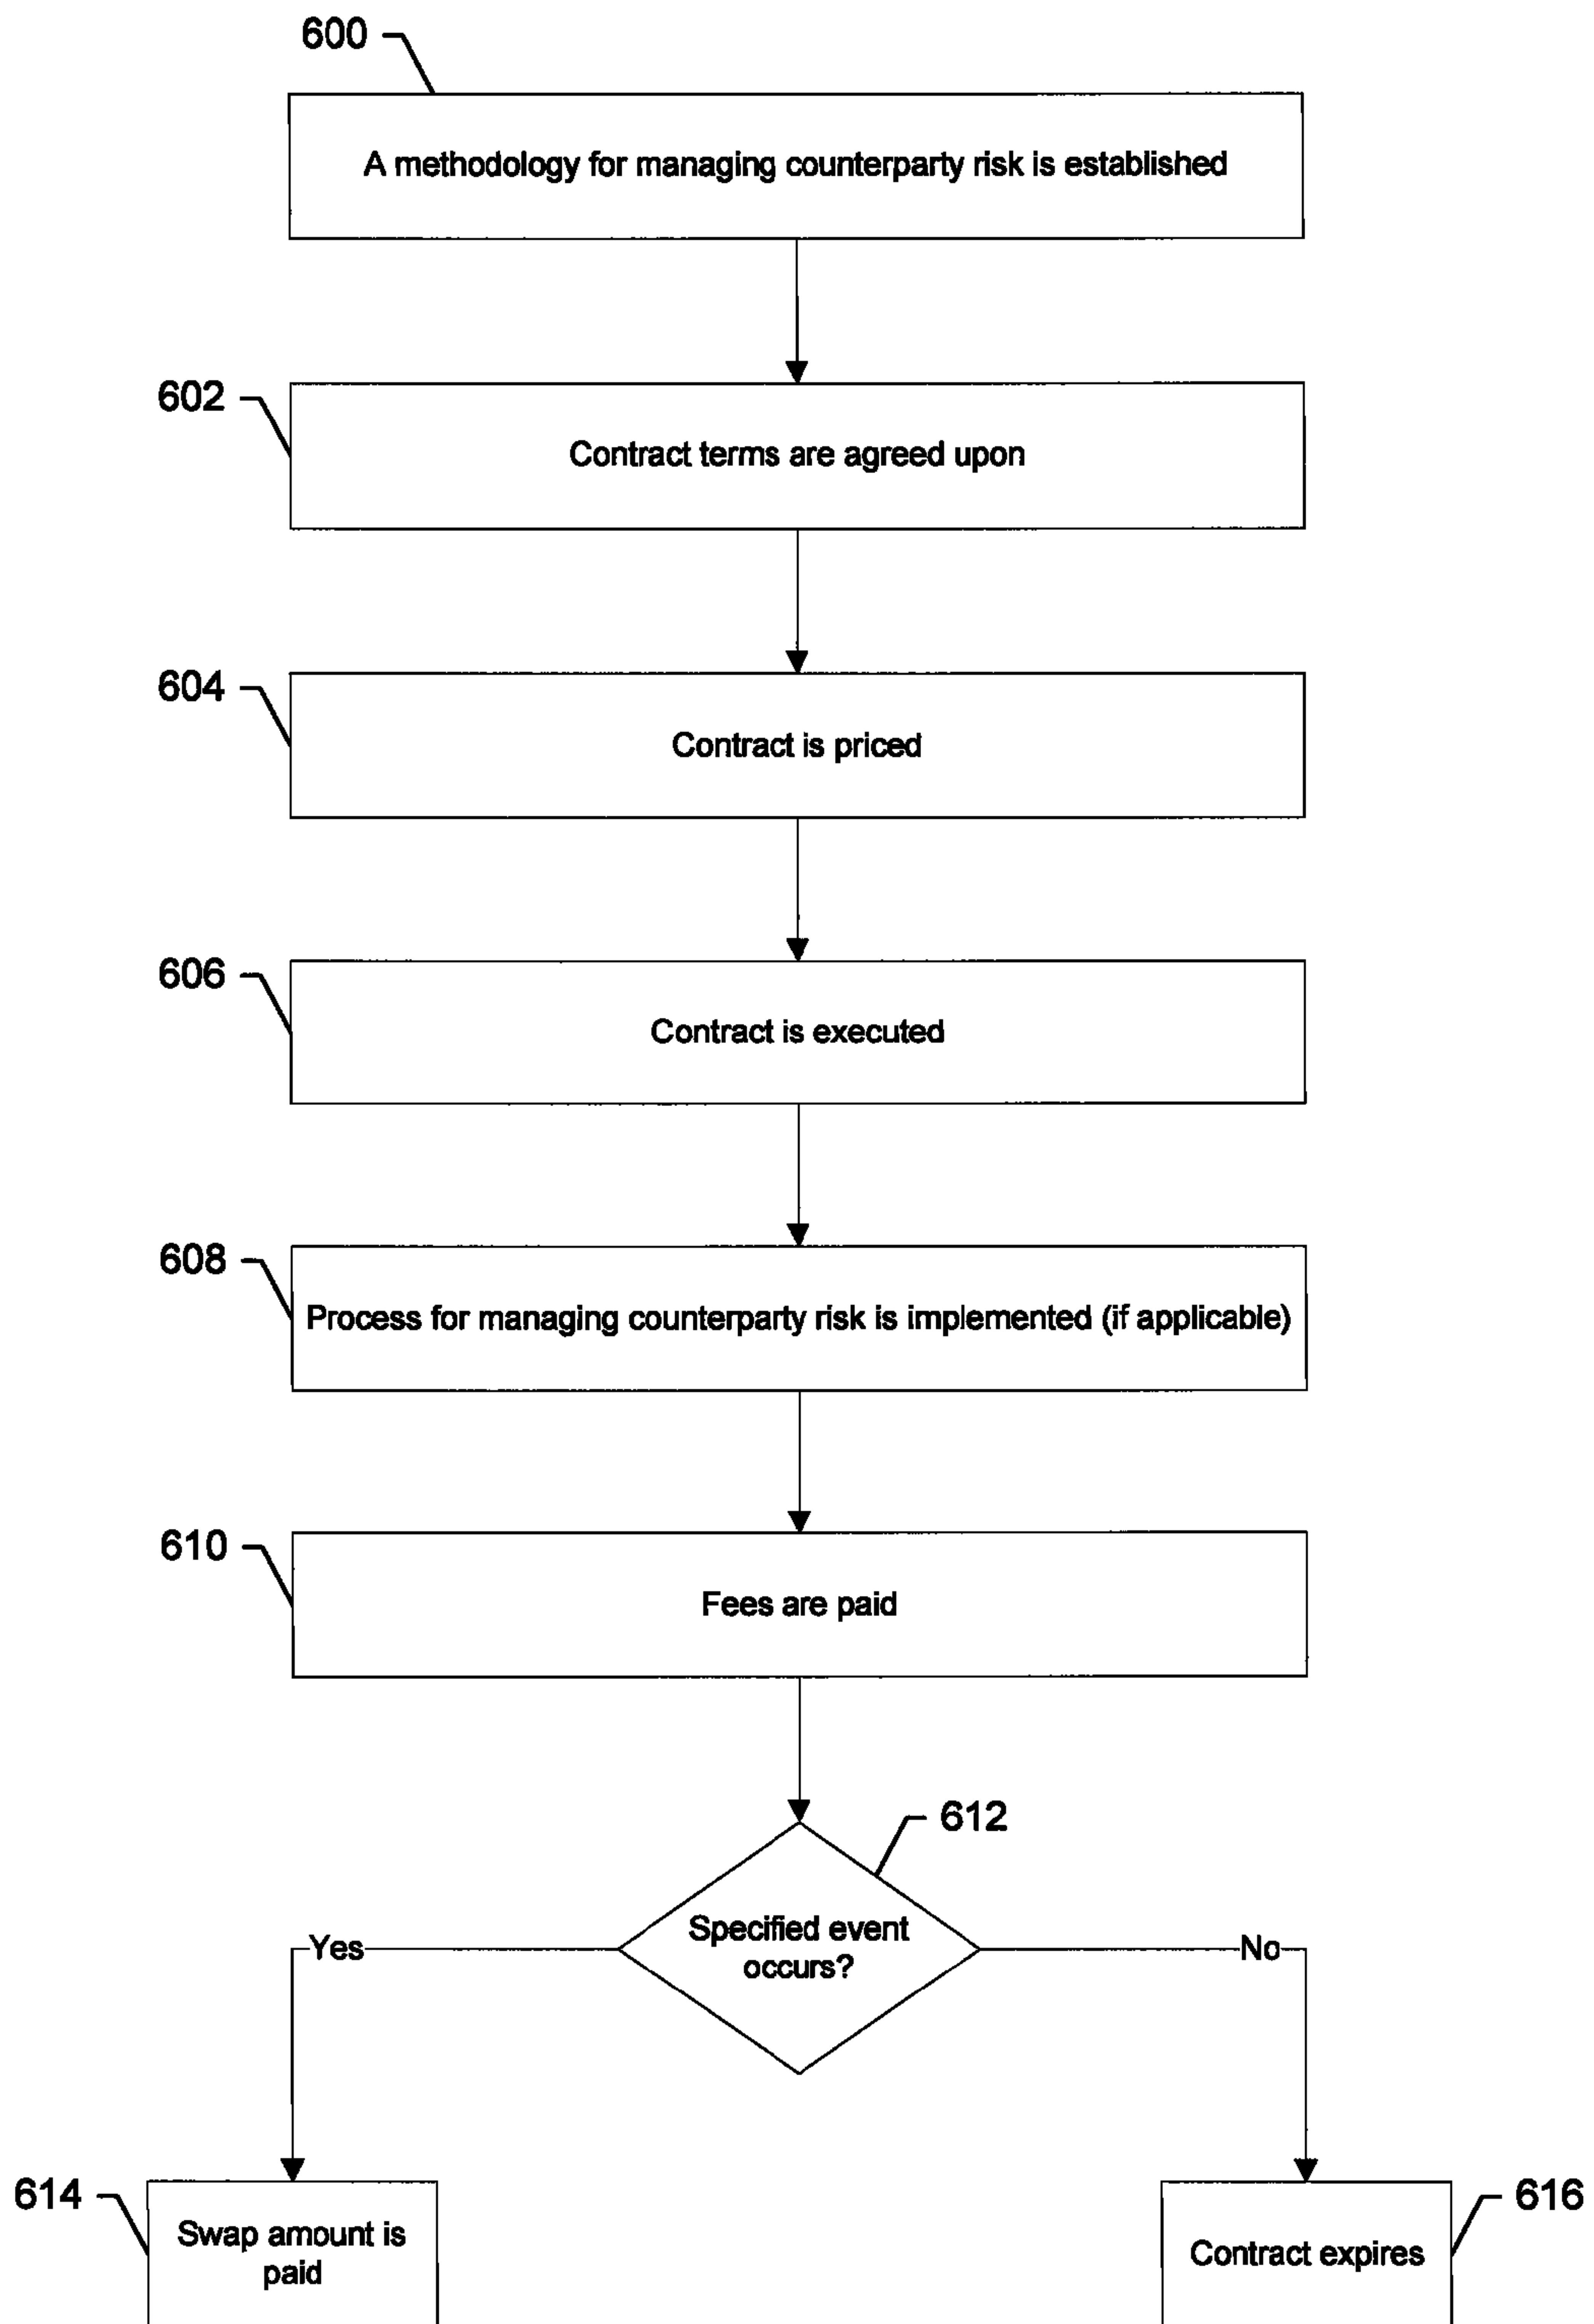 600
A methodology for managing counterparty risk is established
602
Contract terms are agreed upon
604
Contract is priced
606
Contract is executed
608
Process for managing counterparty risk is implemented (if applicable)
610
Fees are paid
612
Specified event
occurs?
Yes
No
614
Swap amount is
paid
616
Contract expires